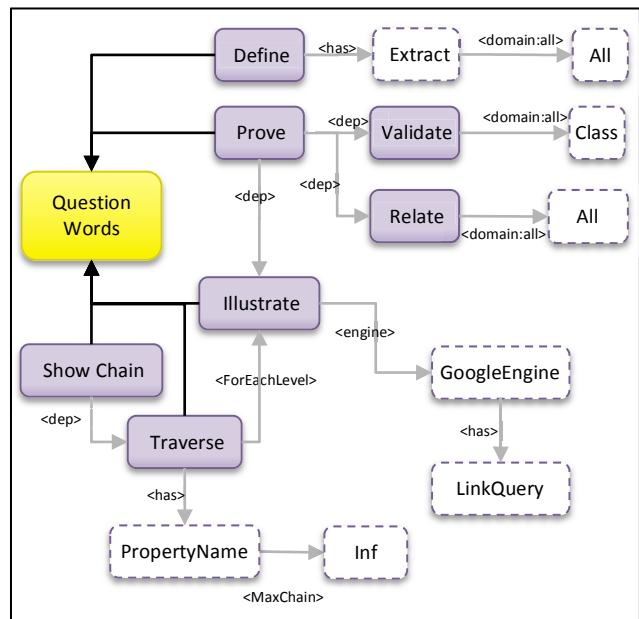 Define
<has>
Extract
<domain:all>
All
Prove
<dep>
Validate
<domain:all>
Class
<dep>
<dep>
Relate
<domain:all>
All
Question
Words
Illustrate
<engine>
Show Chain
<ForEachLevel>
GoogleEngine
<dep>
Traverse
<has>
<has>
LinkQuery
PropertyName
Inf
<MaxChain>